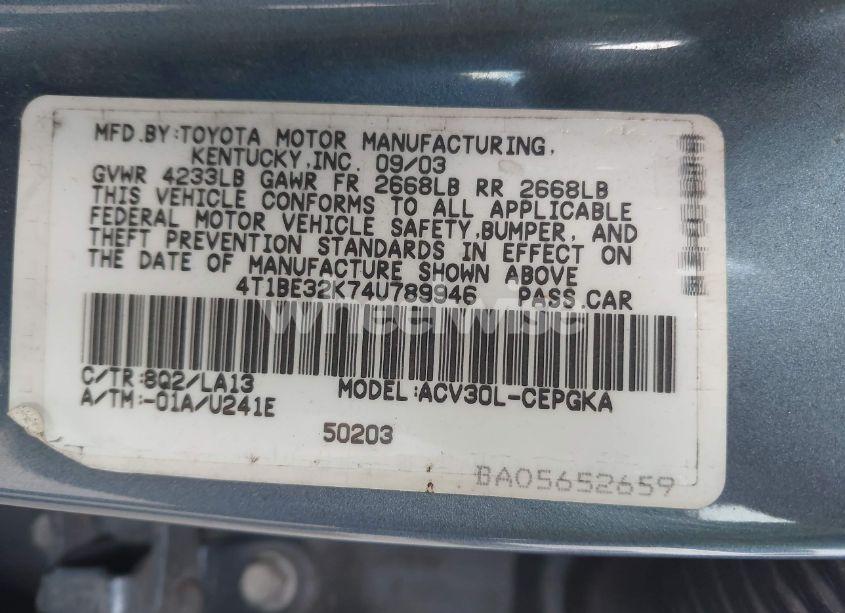 MFD.BY:TOYOTA MOTOR MANUFACTURING,
KENTUCKY,INC. 09/03
GVWR 4233LB GAWR FR 2668LB RR 2668LB
THIS VEHICLE CONFORMS TO ALL APPLICABLE
FEDERAL MOTOR VEHICLE SAFETY,BUMPER, AND
THEFT PREVENTION STANDARDS IN EFFECT ON
THE DATE OF MANUFACTURE SHOWN ABOVE
4T1BE32K74U789946 PASS.CAR
Wheelwise
C/TR:8Q2/LA13 MODEL:ACV30L-CEPGKA
A/TM:-01A/U241E
50203
BA05652659